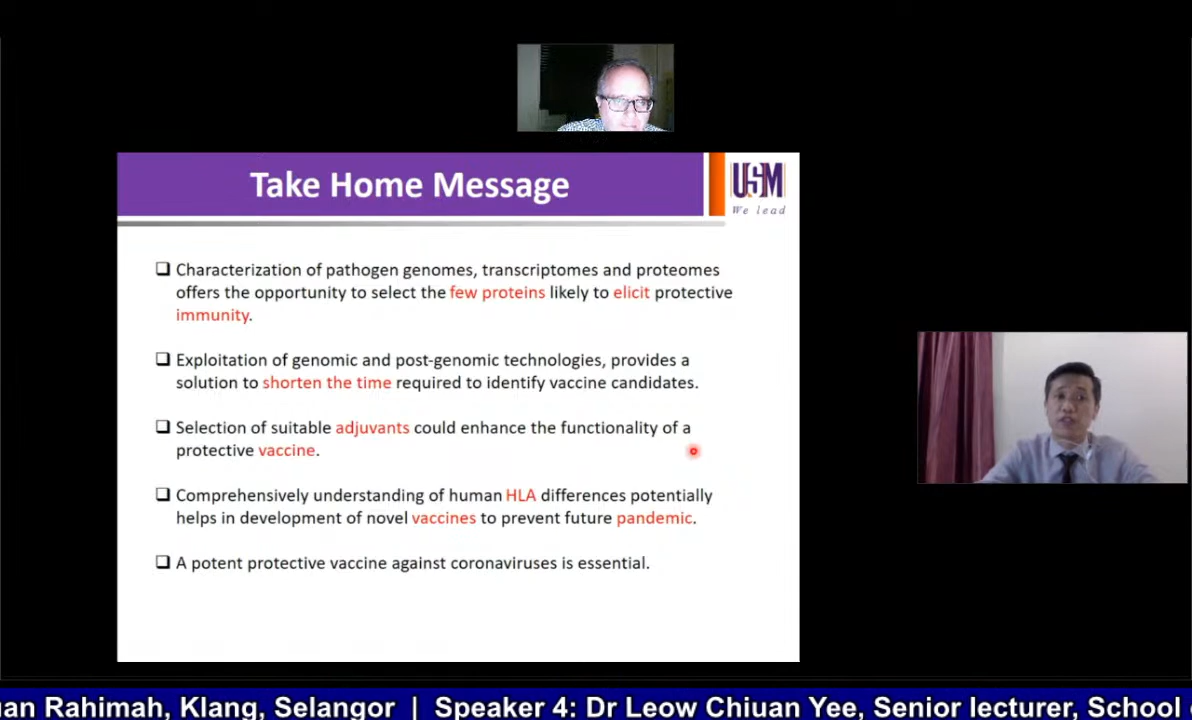 Take Home Message
USM
We lead
❑ Characterization of pathogen genomes, transcriptomes and proteomes
offers the opportunity to select the few proteins likely to elicit protective
immunity.
❑ Exploitation of genomic and post-genomic technologies, provides a
solution to shorten the time required to identify vaccine candidates.
❑ Selection of suitable adjuvants could enhance the functionality of a
protective vaccine.
❑ Comprehensively understanding of human HLA differences potentially
helps in development of novel vaccines to prevent future pandemic.
❑ A potent protective vaccine against coronaviruses is essential.
uan Rahimah, Klang, Selangor | Speaker 4: Dr Leow Chiuan Yee, Senior lecturer, School